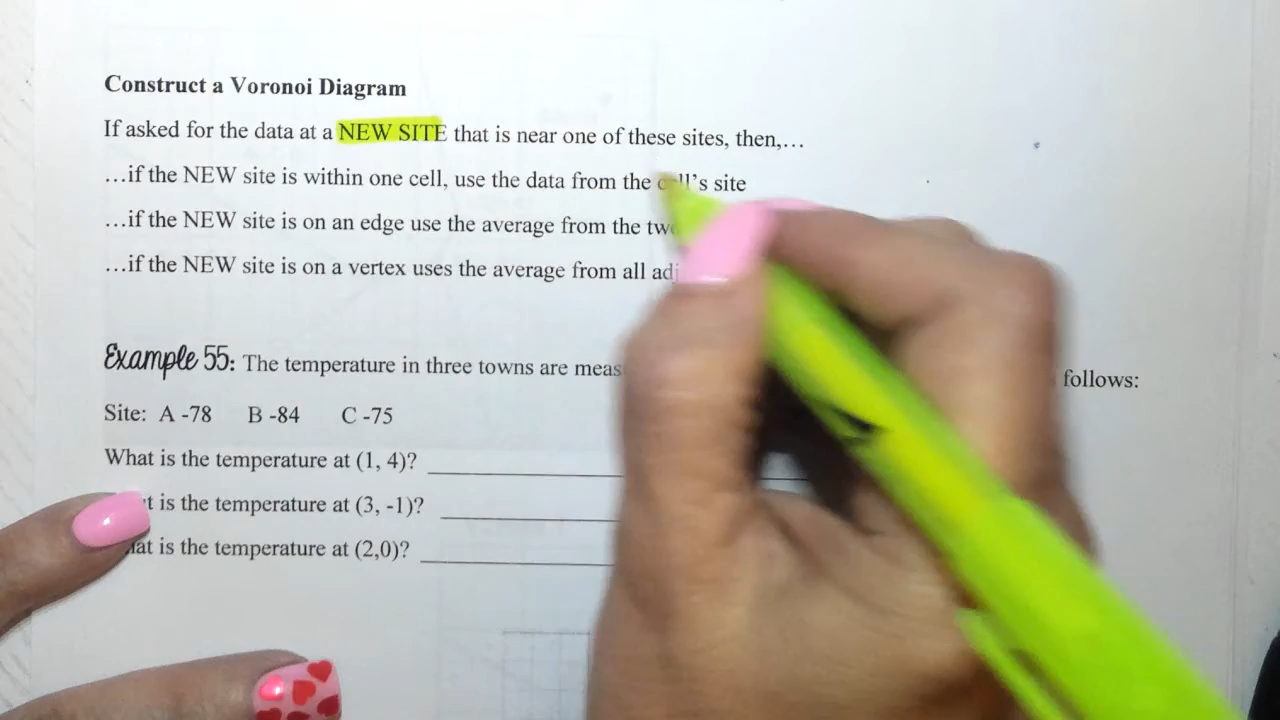 Construct a Voronoi Diagram
If asked for the data at a NEW SITE that is near one of these sites, then,…
…if the NEW site is within one cell, use the data from the cell’s site
…if the NEW site is on an edge use the average from the
…if the NEW site is on a vertex uses the average from all
Example 55: The temperature in three towns are follows:
Site: A -78 B -84 C -75
What is the temperature at (1, 4)?
is the temperature at (3, -1)?
is the temperature at (2,0)?